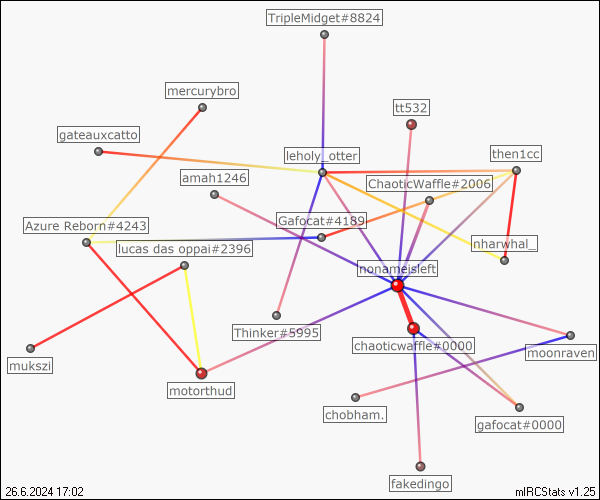 TripleMidget#8824
mercurybro
tt532
gateauxcatto
leholy_otter
then1cc
amah1246
ChaoticWaffle#2006
Azure Reborn#4243
Gafocat#4189
lucas das oppai#2396
nharwhal_
nonameisleft
Thinker#5995
chaoticwaffle#0000
mukszi
moonraven
motorthud
chobham.
gafocat#0000
fakedingo
26.6.2024 17:02
mIRCStats v1.25